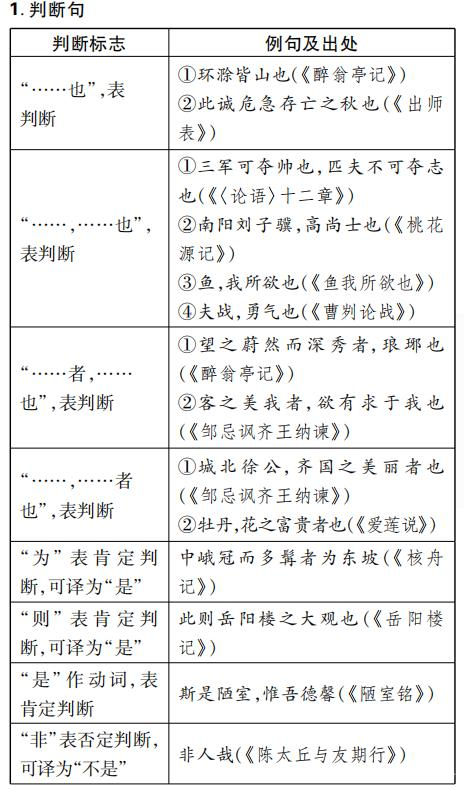 1. 判断句
判断标志
例句及出处
“……也”,表
判断
①环滁皆山也(《醉翁亭记》)
②此诚危急存亡之秋也(《出师
表》)
“……,……也”,
表判断
①三军可夺帅也,匹夫不可夺志
也(《〈论语〉十二章》)
②南阳刘子骥,高尚士也(《桃花
源记》)
③鱼,我所欲也(《鱼我所欲也》)
④夫战,勇气也(《曹刿论战》)
“……者,……
也”,表判断
①望之蔚然而深秀者,琅琊也
(《醉翁亭记》)
②客之美我者,欲有求于我也
(《邹忌讽齐王纳谏》)
“……,……者
也”,表判断
①城北徐公,齐国之美丽者也
(《邹忌讽齐王纳谏》)
②牡丹,花之富贵者也(《爱莲说》)
“为”表肯定判
断,可译为“是”
中峨冠而多髯者为东坡(《核舟
记》)
“则”表肯定判
断,可译为“是”
此则岳阳楼之大观也(《岳阳楼
记》)
“是”作动词,表
肯定判断
斯是陋室,惟吾德馨(《陋室铭》)
“非”表否定判断,
可译为“不是”
非人哉(《陈太丘与友期行》)